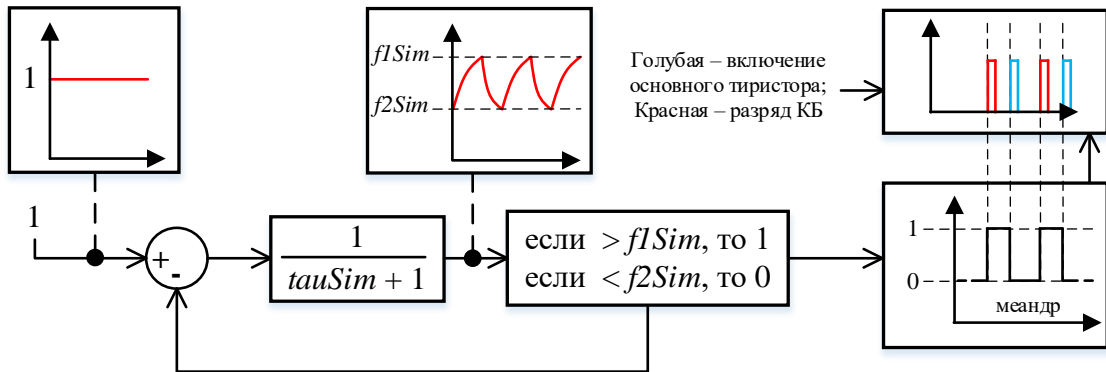 1
f1Sim
f2Sim
Голубая – включение
основного тиристора;
Красная – разряд КБ
1
+
-
1
tauSim + 1
если > f1Sim, то 1
если < f2Sim, то 0
1
0
меандр